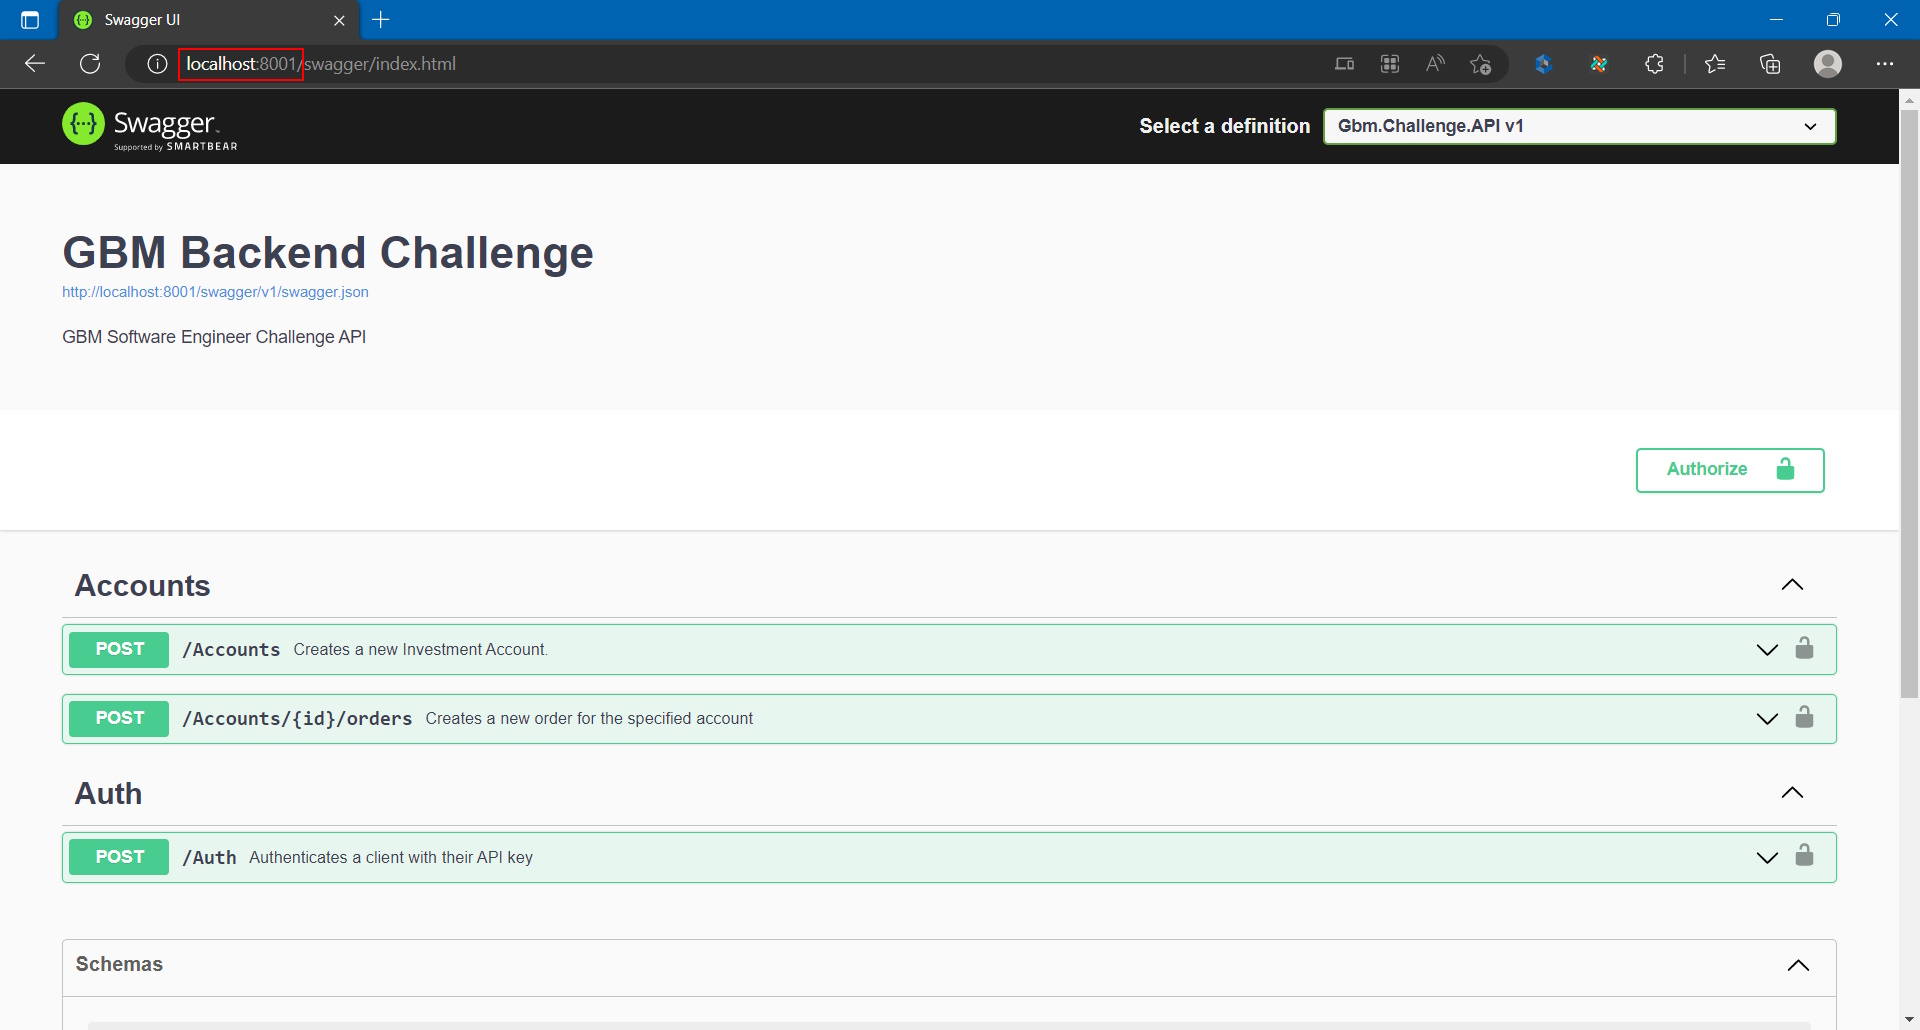 Swagger UI
localhost:8001/swagger/index.html
Swagger
Supported by SMARTBEAR
Select a definition
Gbm.Challenge.API v1
GBM Backend Challenge
http://localhost:8001/swagger/v1/swagger.json
GBM Software Engineer Challenge API
Authorize
Accounts
POST /Accounts Creates a new Investment Account.
POST /Accounts/{id}/orders Creates a new order for the specified account
Auth
POST /Auth Authenticates a client with their API key
Schemas